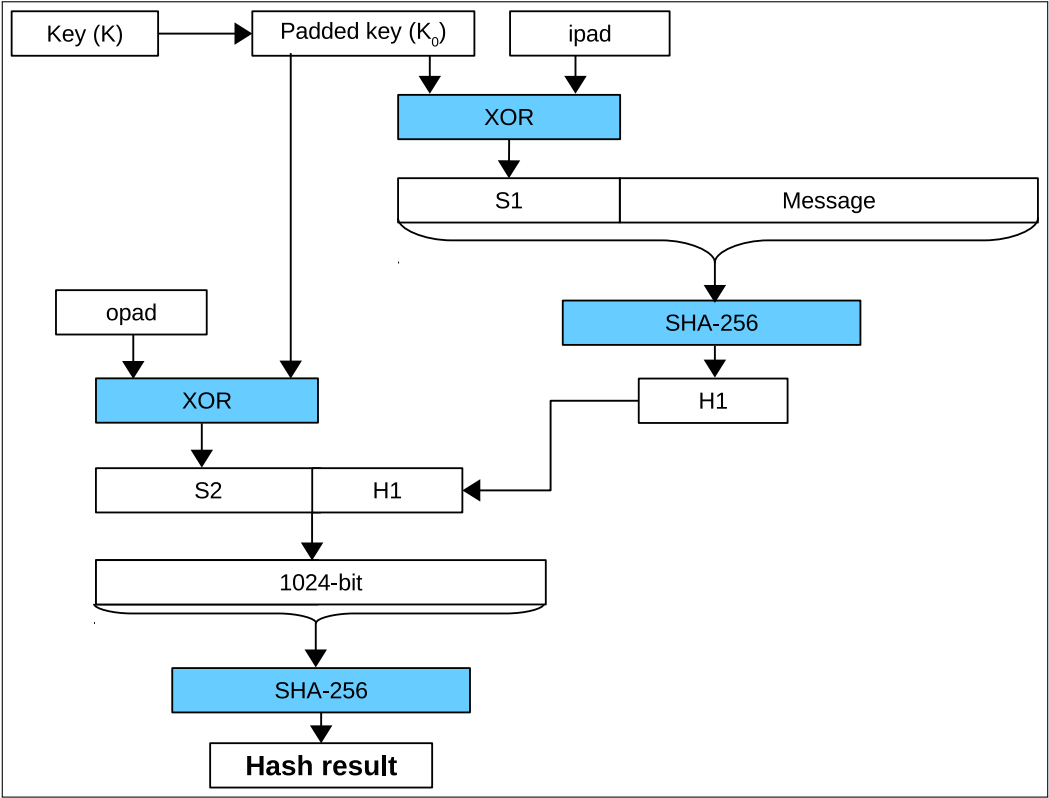 Key (K)
Padded key (K₀)
ipad
XOR
S1
Message
opad
SHA-256
XOR
H1
S2
H1
1024-bit
SHA-256
Hash result